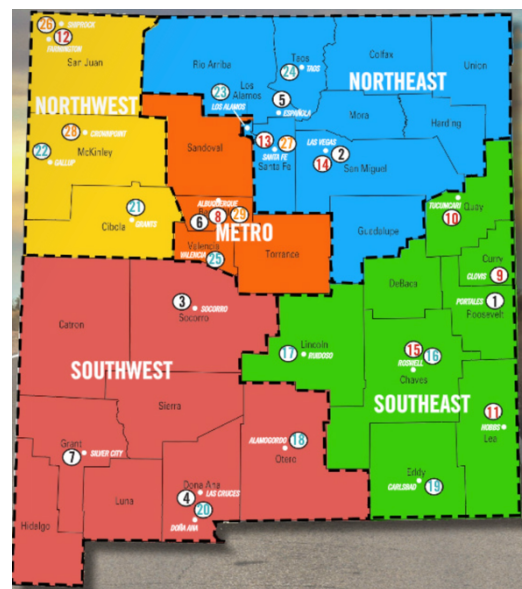 26 SHIPROCK
12
FARMINGTON
San Juan
NORTHWEST
28 CROWNPOINT
22 McKinley
GALLUP
21
Cibola GRANTS
Rio Arriba
Taos
24 TAOS
Colfax
Union
NORTHEAST
23 Los Alamos
LOS ALAMOS
5
ESPAÑOLA
Mora
Harding
13 27
SANTA FE
Santa Fe
LAS VEGAS 2
14
San Miguel
Guadalupe
Sandoval
ALBUQUERQUE
6 8 29
METRO
Valencia
VALENCIA 25
Torrance
TUCUMCARI
Quay
10
Curry
CLOVIS 9
DeBaca
PORTALES 1
Roosevelt
3 SOCORRO
Socorro
Catron
SOUTHWEST
Lincoln
17 RUIDOSO
15
ROSWELL 16
Chaves
SOUTHEAST
11
HOBBS
Lea
Sierra
ALAMOGORDO 18
Otero
Grant
7 SILVER CITY
Dona Ana
4 LAS CRUCES
20
DOÑA ANA
Luna
Hidalgo
Eddy
CARLSBAD 19